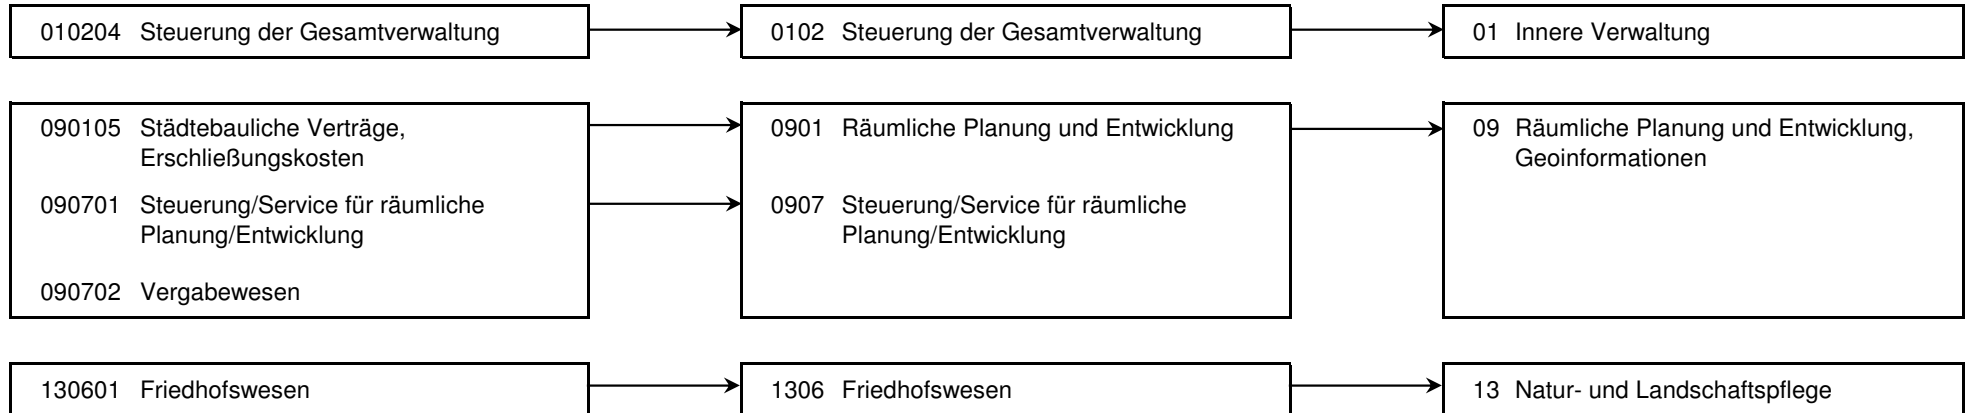 010204 Steuerung der Gesamtverwaltung 0102 Steuerung der Gesamtverwaltung 01 Innere Verwaltung
090105 Städtebauliche Verträge, 0901 Räumliche Planung und Entwicklung 09 Räumliche Planung und Entwicklung,
Erschließungskosten Geoinformationen
090701 Steuerung/Service für räumliche 0907 Steuerung/Service für räumliche
Planung/Entwicklung Planung/Entwicklung
090702 Vergabewesen
130601 Friedhofswesen 1306 Friedhofswesen 13 Natur- und Landschaftspflege